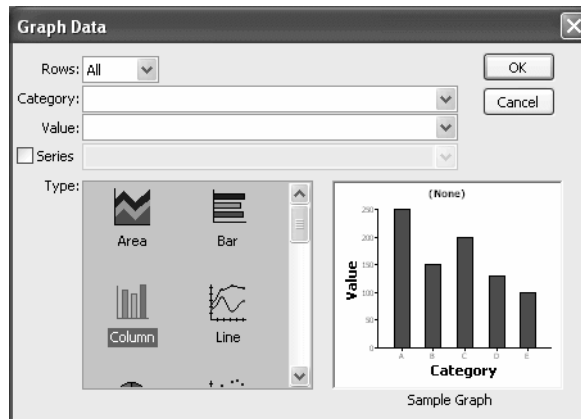 Graph Data
Rows: All
OK
Category:
Cancel
Value:
Series
Type:
Area
Bar
Column
Line
(None)
Value
250
200
150
100
50
0
A B C D E
Category
Sample Graph